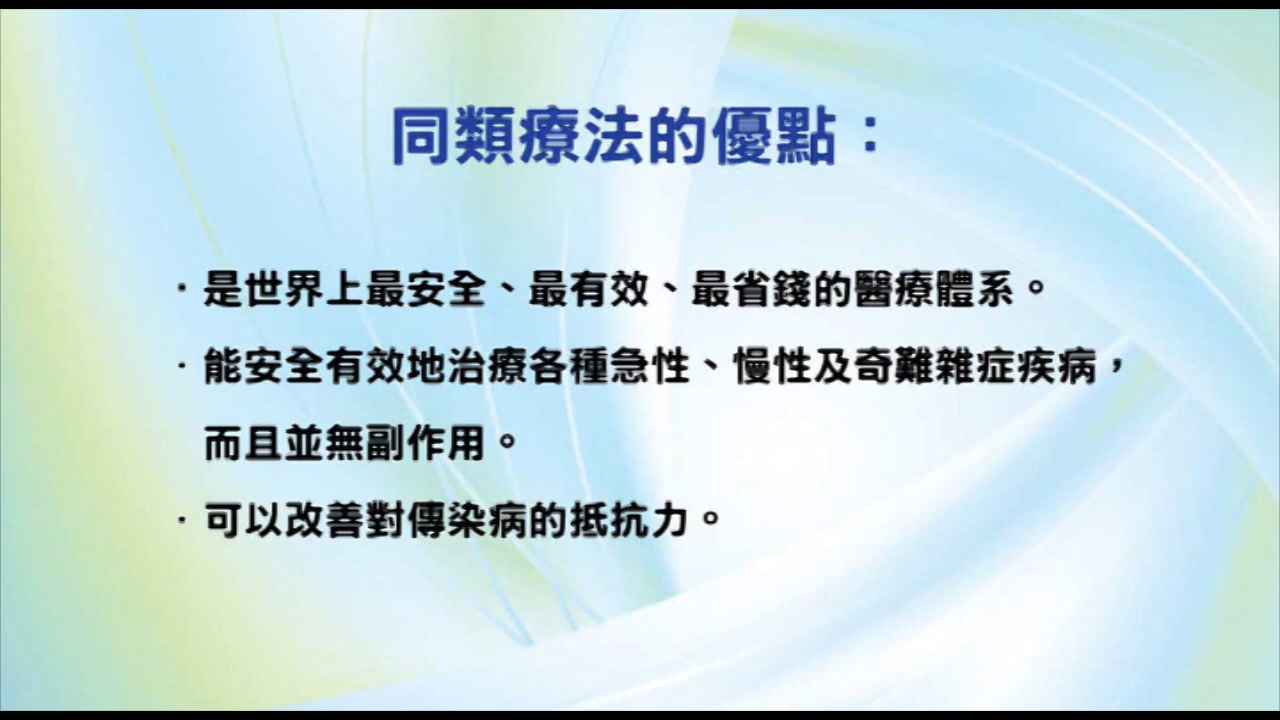 同類療法的優點：
·是世界上最安全、最有效、最省錢的醫療體系。
·能安全有效地治療各種急性、慢性及奇難雜症疾病，
而且並無副作用。
·可以改善對傳染病的抵抗力。